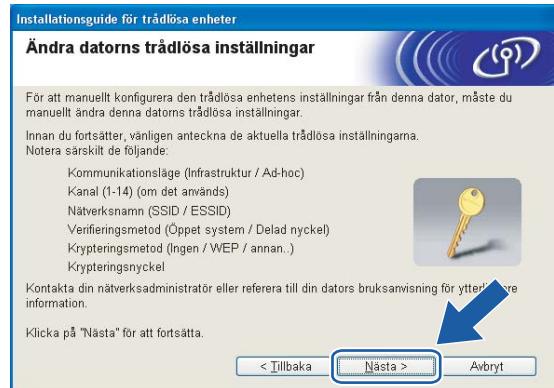 Installationsguide för trådlösa enheter
Ändra datorns trådlösa inställningar
För att manuellt konfigurera den trådlösa enhetens inställningar från denna dator, måste du
manuellt ändra denna datorns trådlösa inställningar.
Innan du fortsätter, vänligen anteckna de aktuella trådlösa inställningarna.
Notera särskilt de följande:
Kommunikationsläge (Infrastruktur / Ad-hoc)
Kanal (1-14) (om det används)
Nätverksnamn (SSID / ESSID)
Verifieringsmetod (Öppet system / Delad nyckel)
Krypteringsmetod (Ingen / WEP / annan..)
Krypteringsnyckel
Kontakta din nätverksadministratör eller referera till din dators bruksanvisning för
information.
Klicka på "Nästa" för att fortsätta.
< Tillbaka
Nästa >
Avbryt